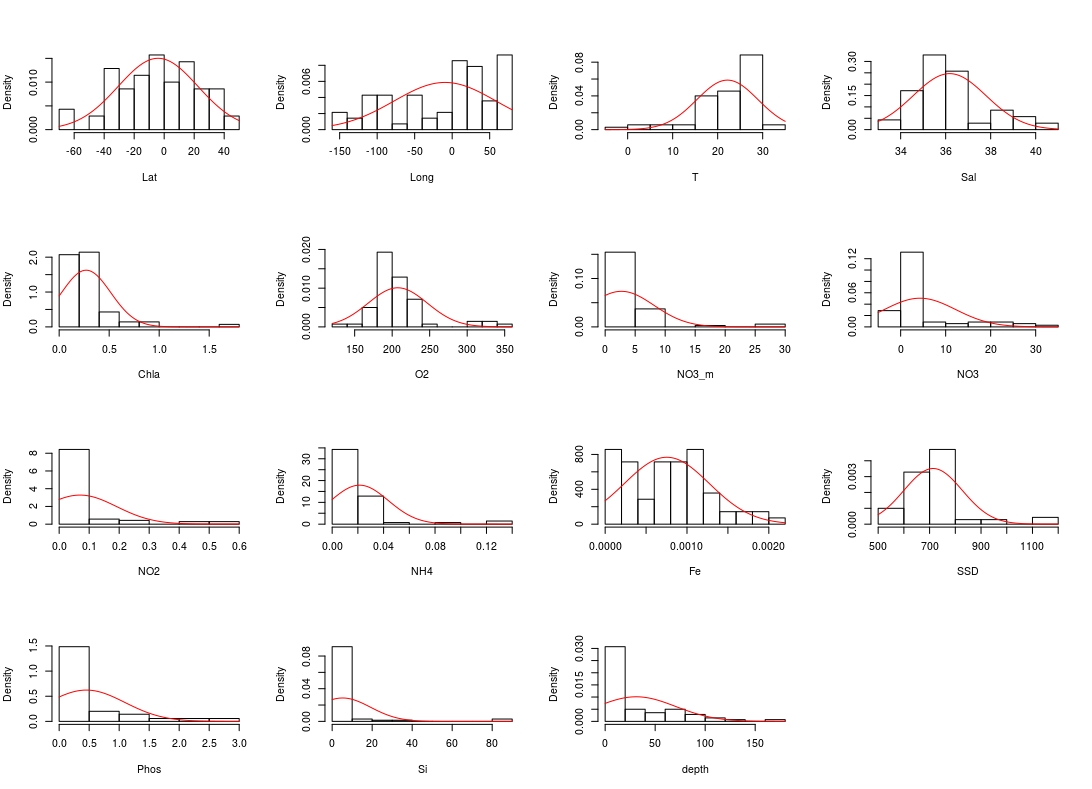 Density 0.000 0.010 -60 -40 -20 0 20 40 Lat
Density 0.000 0.006 -150 -100 -50 0 50 Long
Density 0.00 0.04 0.08 0 10 20 30 T
Density 0.00 0.15 0.30 34 36 38 40 Sal
Density 0.0 1.0 2.0 0.0 0.5 1.0 1.5 Chla
Density 0.000 0.010 0.020 150 200 250 300 350 O2
Density 0.00 0.10 0 5 10 15 20 25 30 NO3_m
Density 0.00 0.06 0.12 0 10 20 30 NO3
Density 0 2 4 6 8 0.0 0.1 0.2 0.3 0.4 0.5 0.6 NO2
Density 0 10 20 30 0.00 0.04 0.08 0.12 NH4
Density 0 400 800 0.0000 0.0010 0.0020 Fe
Density 0.000 0.003 500 700 900 1100 SSD
Density 0.0 0.5 1.0 1.5 0.0 0.5 1.0 1.5 2.0 2.5 3.0 Phos
Density 0.00 0.04 0.08 0 20 40 60 80 Si
Density 0.000 0.015 0.030 0 50 100 150 depth